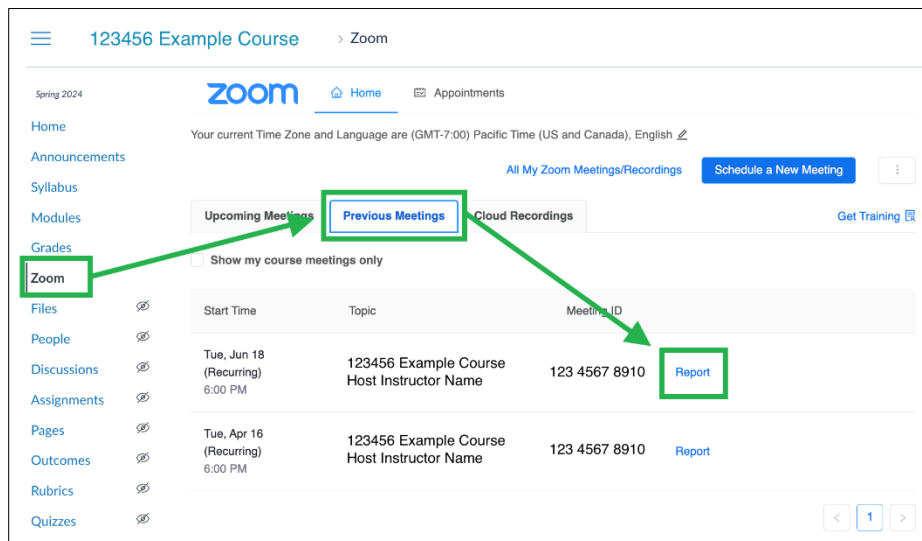 123456 Example Course > Zoom
Spring 2024
Home
Announcements
Syllabus
Modules
Grades
Zoom
Files
People
Discussions
Assignments
Pages
Outcomes
Rubrics
Quizzes
zoom Home Appointments
Your current Time Zone and Language are (GMT-7:00) Pacific Time (US and Canada), English
All My Zoom Meetings/Recordings Schedule a New Meeting
Upcoming Meetings Previous Meetings Cloud Recordings Get Training
Show my course meetings only
Start Time Topic Meeting ID
Tue, Jun 18
(Recurring)
6:00 PM
123456 Example Course
Host Instructor Name
123 4567 8910 Report
Tue, Apr 16
(Recurring)
6:00 PM
123456 Example Course
Host Instructor Name
123 4567 8910 Report
< 1 >